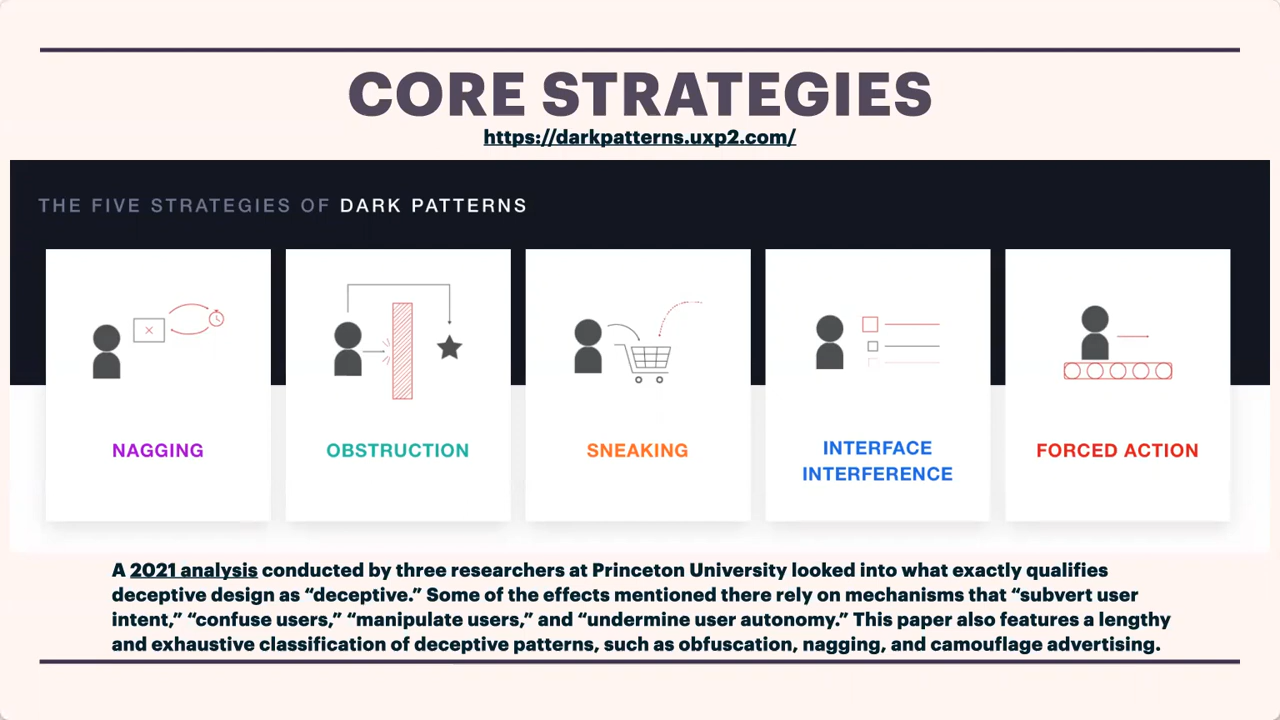 CORE STRATEGIES
https://darkpatterns.uxp2.com/
THE FIVE STRATEGIES OF DARK PATTERNS
NAGGING
OBSTRUCTION
SNEAKING
INTERFACE
INTERFERENCE
FORCED ACTION
A 2021 analysis conducted by three researchers at Princeton University looked into what exactly qualifies
deceptive design as “deceptive.” Some of the effects mentioned there rely on mechanisms that “subvert user
intent,” “confuse users,” “manipulate users,” and “undermine user autonomy.” This paper also features a lengthy
and exhaustive classification of deceptive patterns, such as obfuscation, nagging, and camouflage advertising.